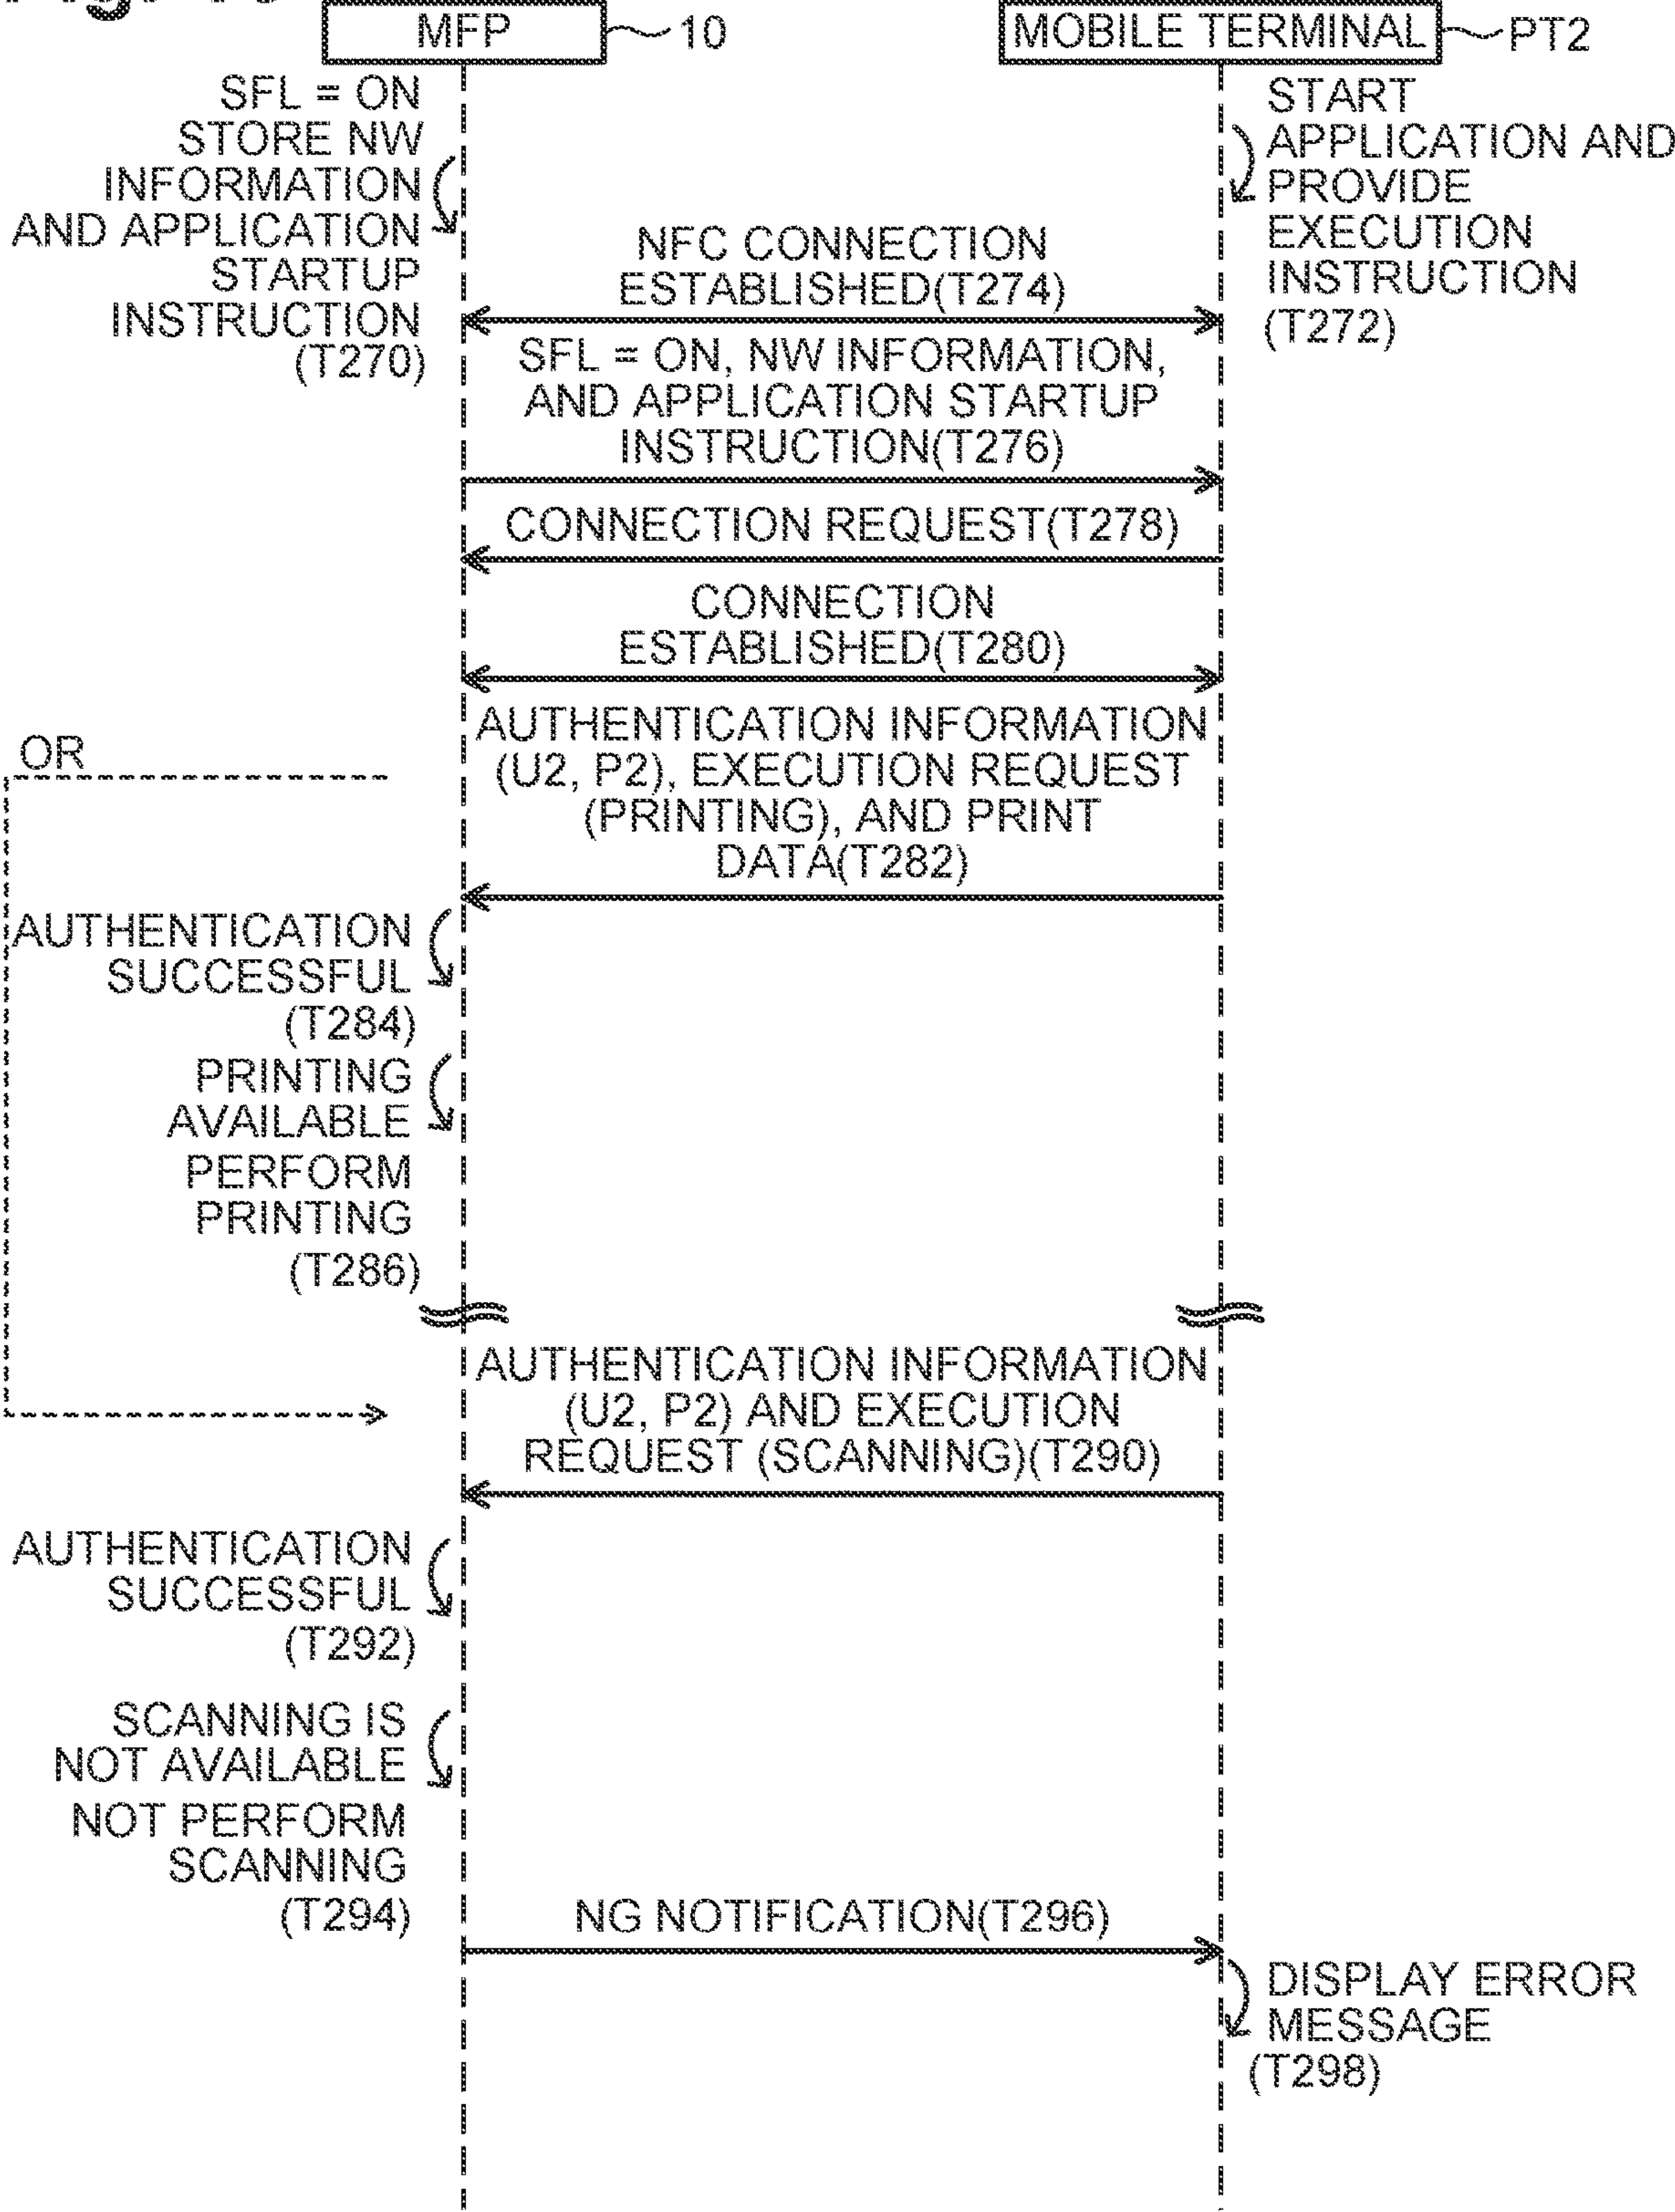 MFP
10
MOBILE TERMINAL
PT2
SFL = ON
STORE NW
INFORMATION
AND APPLICATION
STARTUP
INSTRUCTION
(T270)
START
APPLICATION AND
PROVIDE
EXECUTION
INSTRUCTION
(T272)
NFC CONNECTION
ESTABLISHED(T274)
SFL = ON, NW INFORMATION,
AND APPLICATION STARTUP
INSTRUCTION(T276)
CONNECTION REQUEST(T278)
CONNECTION
ESTABLISHED(T280)
OR
AUTHENTICATION INFORMATION
(U2, P2), EXECUTION REQUEST
(PRINTING), AND PRINT
DATA(T282)
AUTHENTICATION
SUCCESSFUL
(T284)
PRINTING
AVAILABLE
PERFORM
PRINTING
(T286)
AUTHENTICATION INFORMATION
(U2, P2) AND EXECUTION
REQUEST (SCANNING)(T290)
AUTHENTICATION
SUCCESSFUL
(T292)
SCANNING IS
NOT AVAILABLE
NOT PERFORM
SCANNING
(T294)
NG NOTIFICATION(T296)
DISPLAY ERROR
MESSAGE
(T298)